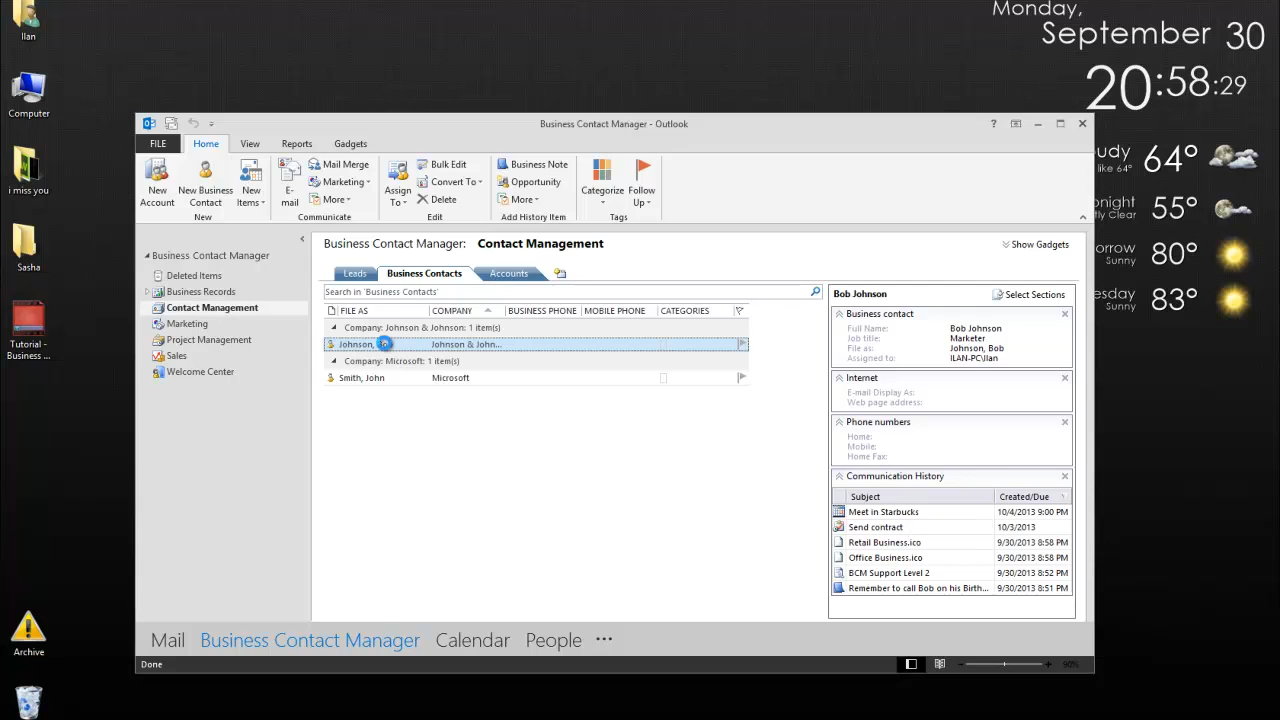 Monday,
September 30
20:58:29
Ilan
Computer
i miss you
Sasha
Tutorial -
Business ...
Archive
Business Contact Manager - Outlook
FILE
Home
View
Reports
Gadgets
New
Account
New Business
Contact
New
Items
New
E-
mail
Mail Merge
Marketing
More
Communicate
Assign
To
Bulk Edit
Convert To
Delete
Edit
Business Note
Opportunity
More
Add History Item
Categorize
Follow
Up
Tags
Business Contact Manager
Deleted Items
Business Records
Contact Management
Marketing
Project Management
Sales
Welcome Center
Business Contact Manager: Contact Management
Show Gadgets
Leads
Business Contacts
Accounts
Search in 'Business Contacts'
FILE AS COMPANY BUSINESS PHONE MOBILE PHONE CATEGORIES
Company: Johnson & Johnson: 1 item(s)
Johnson, Johnson & John...
Company: Microsoft: 1 item(s)
Smith, John Microsoft
Bob Johnson
Select Sections
Business contact
Full Name: Bob Johnson
Job title: Marketer
File as: Johnson, Bob
Assigned to: ILAN-PC\Ilan
Internet
E-mail Display As:
Web page address:
Phone numbers
Home:
Mobile:
Home Fax:
Communication History
Subject Created/Due
Meet in Starbucks 10/4/2013 9:00 PM
Send contract 10/3/2013
Retail Business.ico 9/30/2013 8:58 PM
Office Business.ico 9/30/2013 8:58 PM
BCM Support Level 2 9/30/2013 8:52 PM
Remember to call Bob on his Birth... 9/30/2013 8:51 PM
Mail
Business Contact Manager
Calendar
People
Done
90%
oudy 64°
like 64°
onight 55°
tly Clear
orrow 80°
Sunny
esday 83°
Sunny